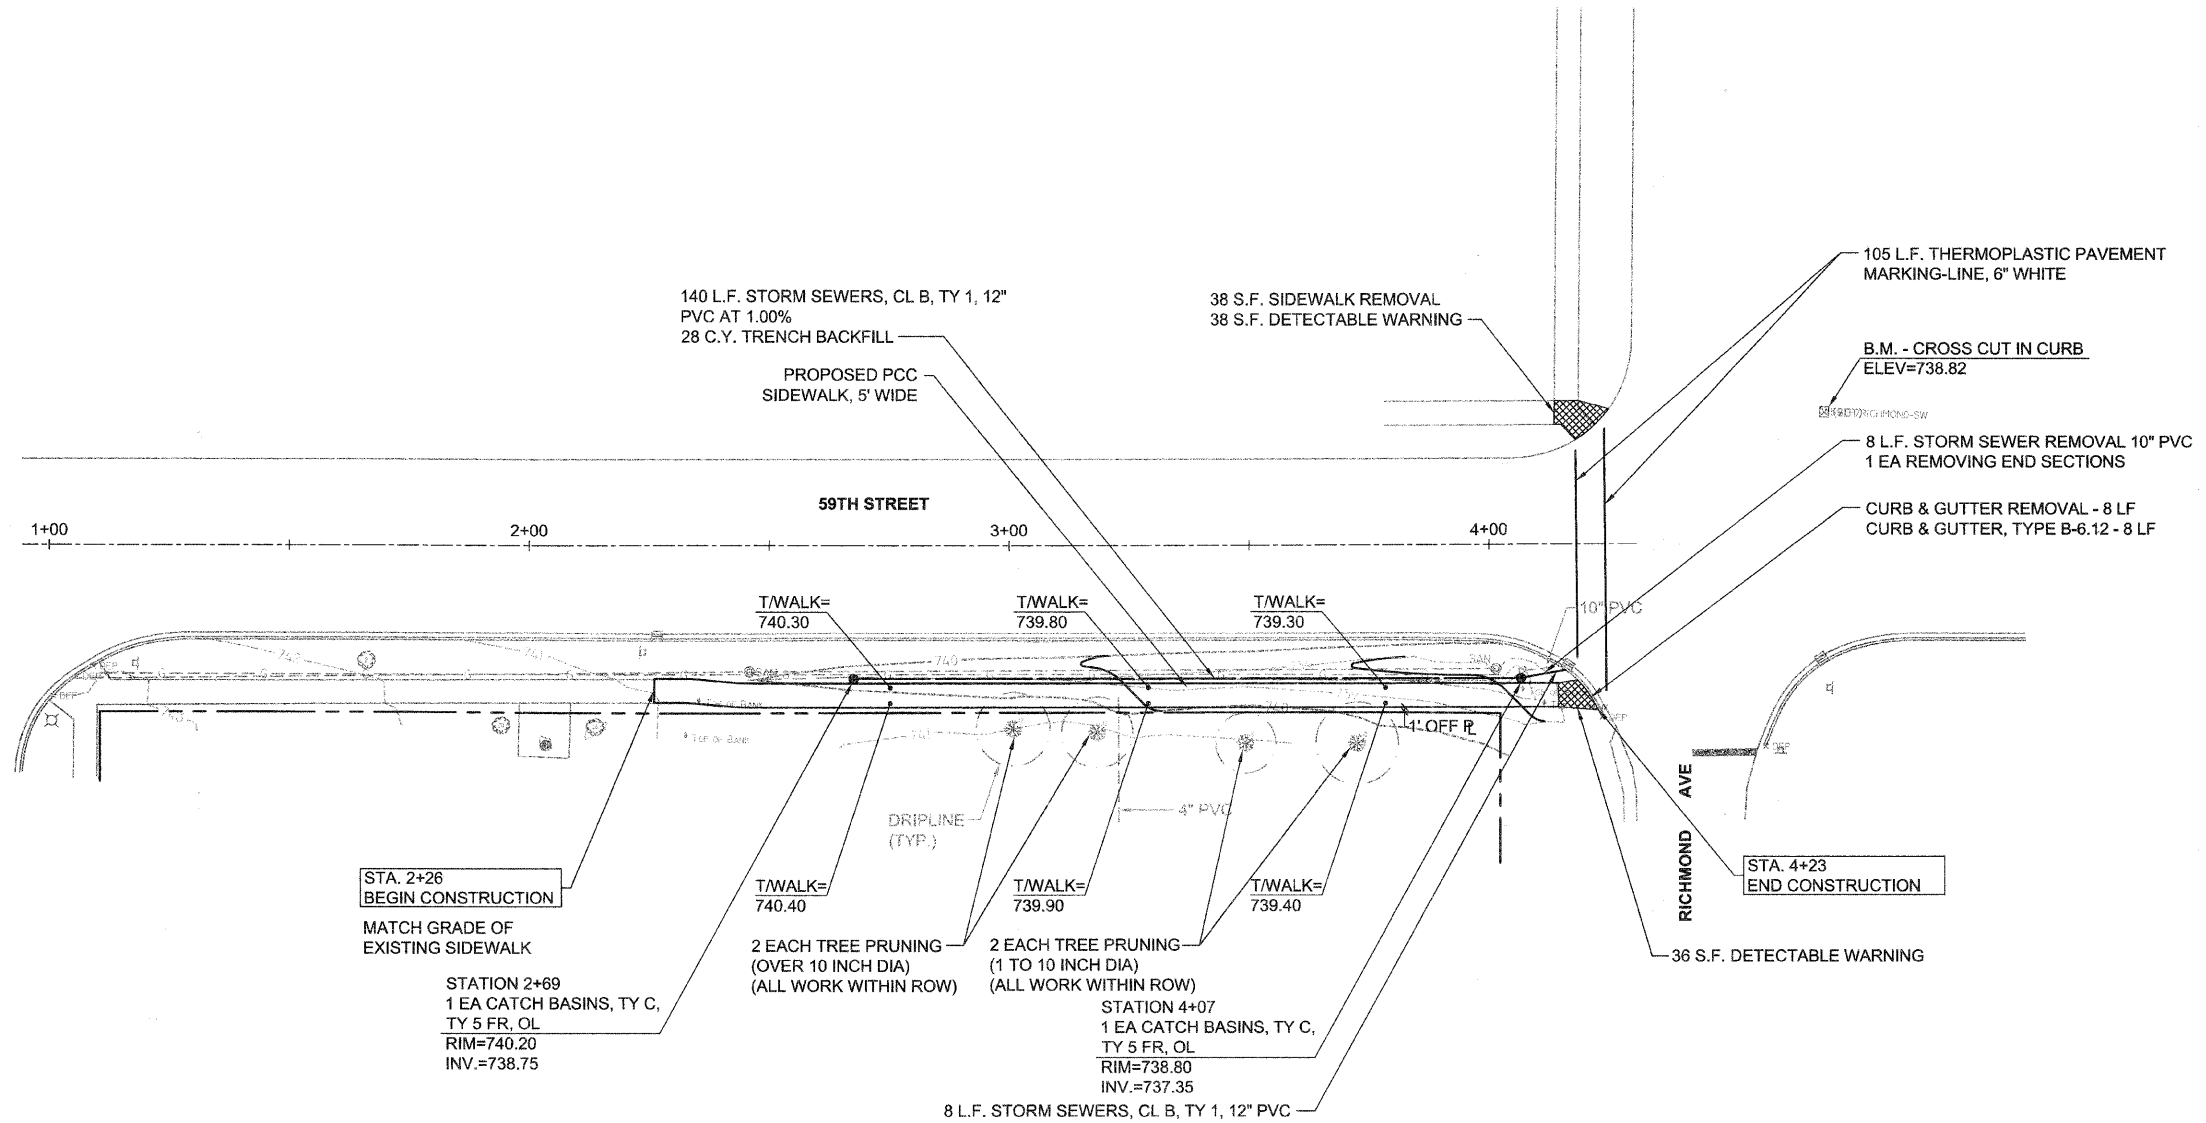 105 L.F. THERMOPLASTIC PAVEMENT
MARKING-LINE, 6" WHITE
140 L.F. STORM SEWERS, CL B, TY 1, 12"
PVC AT 1.00%
28 C.Y. TRENCH BACKFILL
38 S.F. SIDEWALK REMOVAL
38 S.F. DETECTABLE WARNING
B.M. - CROSS CUT IN CURB
ELEV=738.82
PROPOSED PCC
SIDEWALK, 5' WIDE
8 L.F. STORM SEWER REMOVAL 10" PVC
1 EA REMOVING END SECTIONS
CURB & GUTTER REMOVAL - 8 LF
CURB & GUTTER, TYPE B-6.12 - 8 LF
59TH STREET
1+00
2+00
3+00
4+00
T/WALK=
740.30
T/WALK=
739.80
T/WALK=
739.30
10" PVC
740
741
740
SAN
TOP OF BANK
741
1' OFF PL
DRIPLINE
(TYP.)
4" PVC
RICHMOND AVE
STA. 2+26
BEGIN CONSTRUCTION
MATCH GRADE OF
EXISTING SIDEWALK
T/WALK=
740.40
T/WALK=
739.90
T/WALK=
739.40
STA. 4+23
END CONSTRUCTION
2 EACH TREE PRUNING
(OVER 10 INCH DIA)
(ALL WORK WITHIN ROW)
2 EACH TREE PRUNING
(1 TO 10 INCH DIA)
(ALL WORK WITHIN ROW)
36 S.F. DETECTABLE WARNING
STATION 2+69
1 EA CATCH BASINS, TY C,
TY 5 FR, OL
RIM=740.20
INV.=738.75
STATION 4+07
1 EA CATCH BASINS, TY C,
TY 5 FR, OL
RIM=738.80
INV.=737.35
8 L.F. STORM SEWERS, CL B, TY 1, 12" PVC